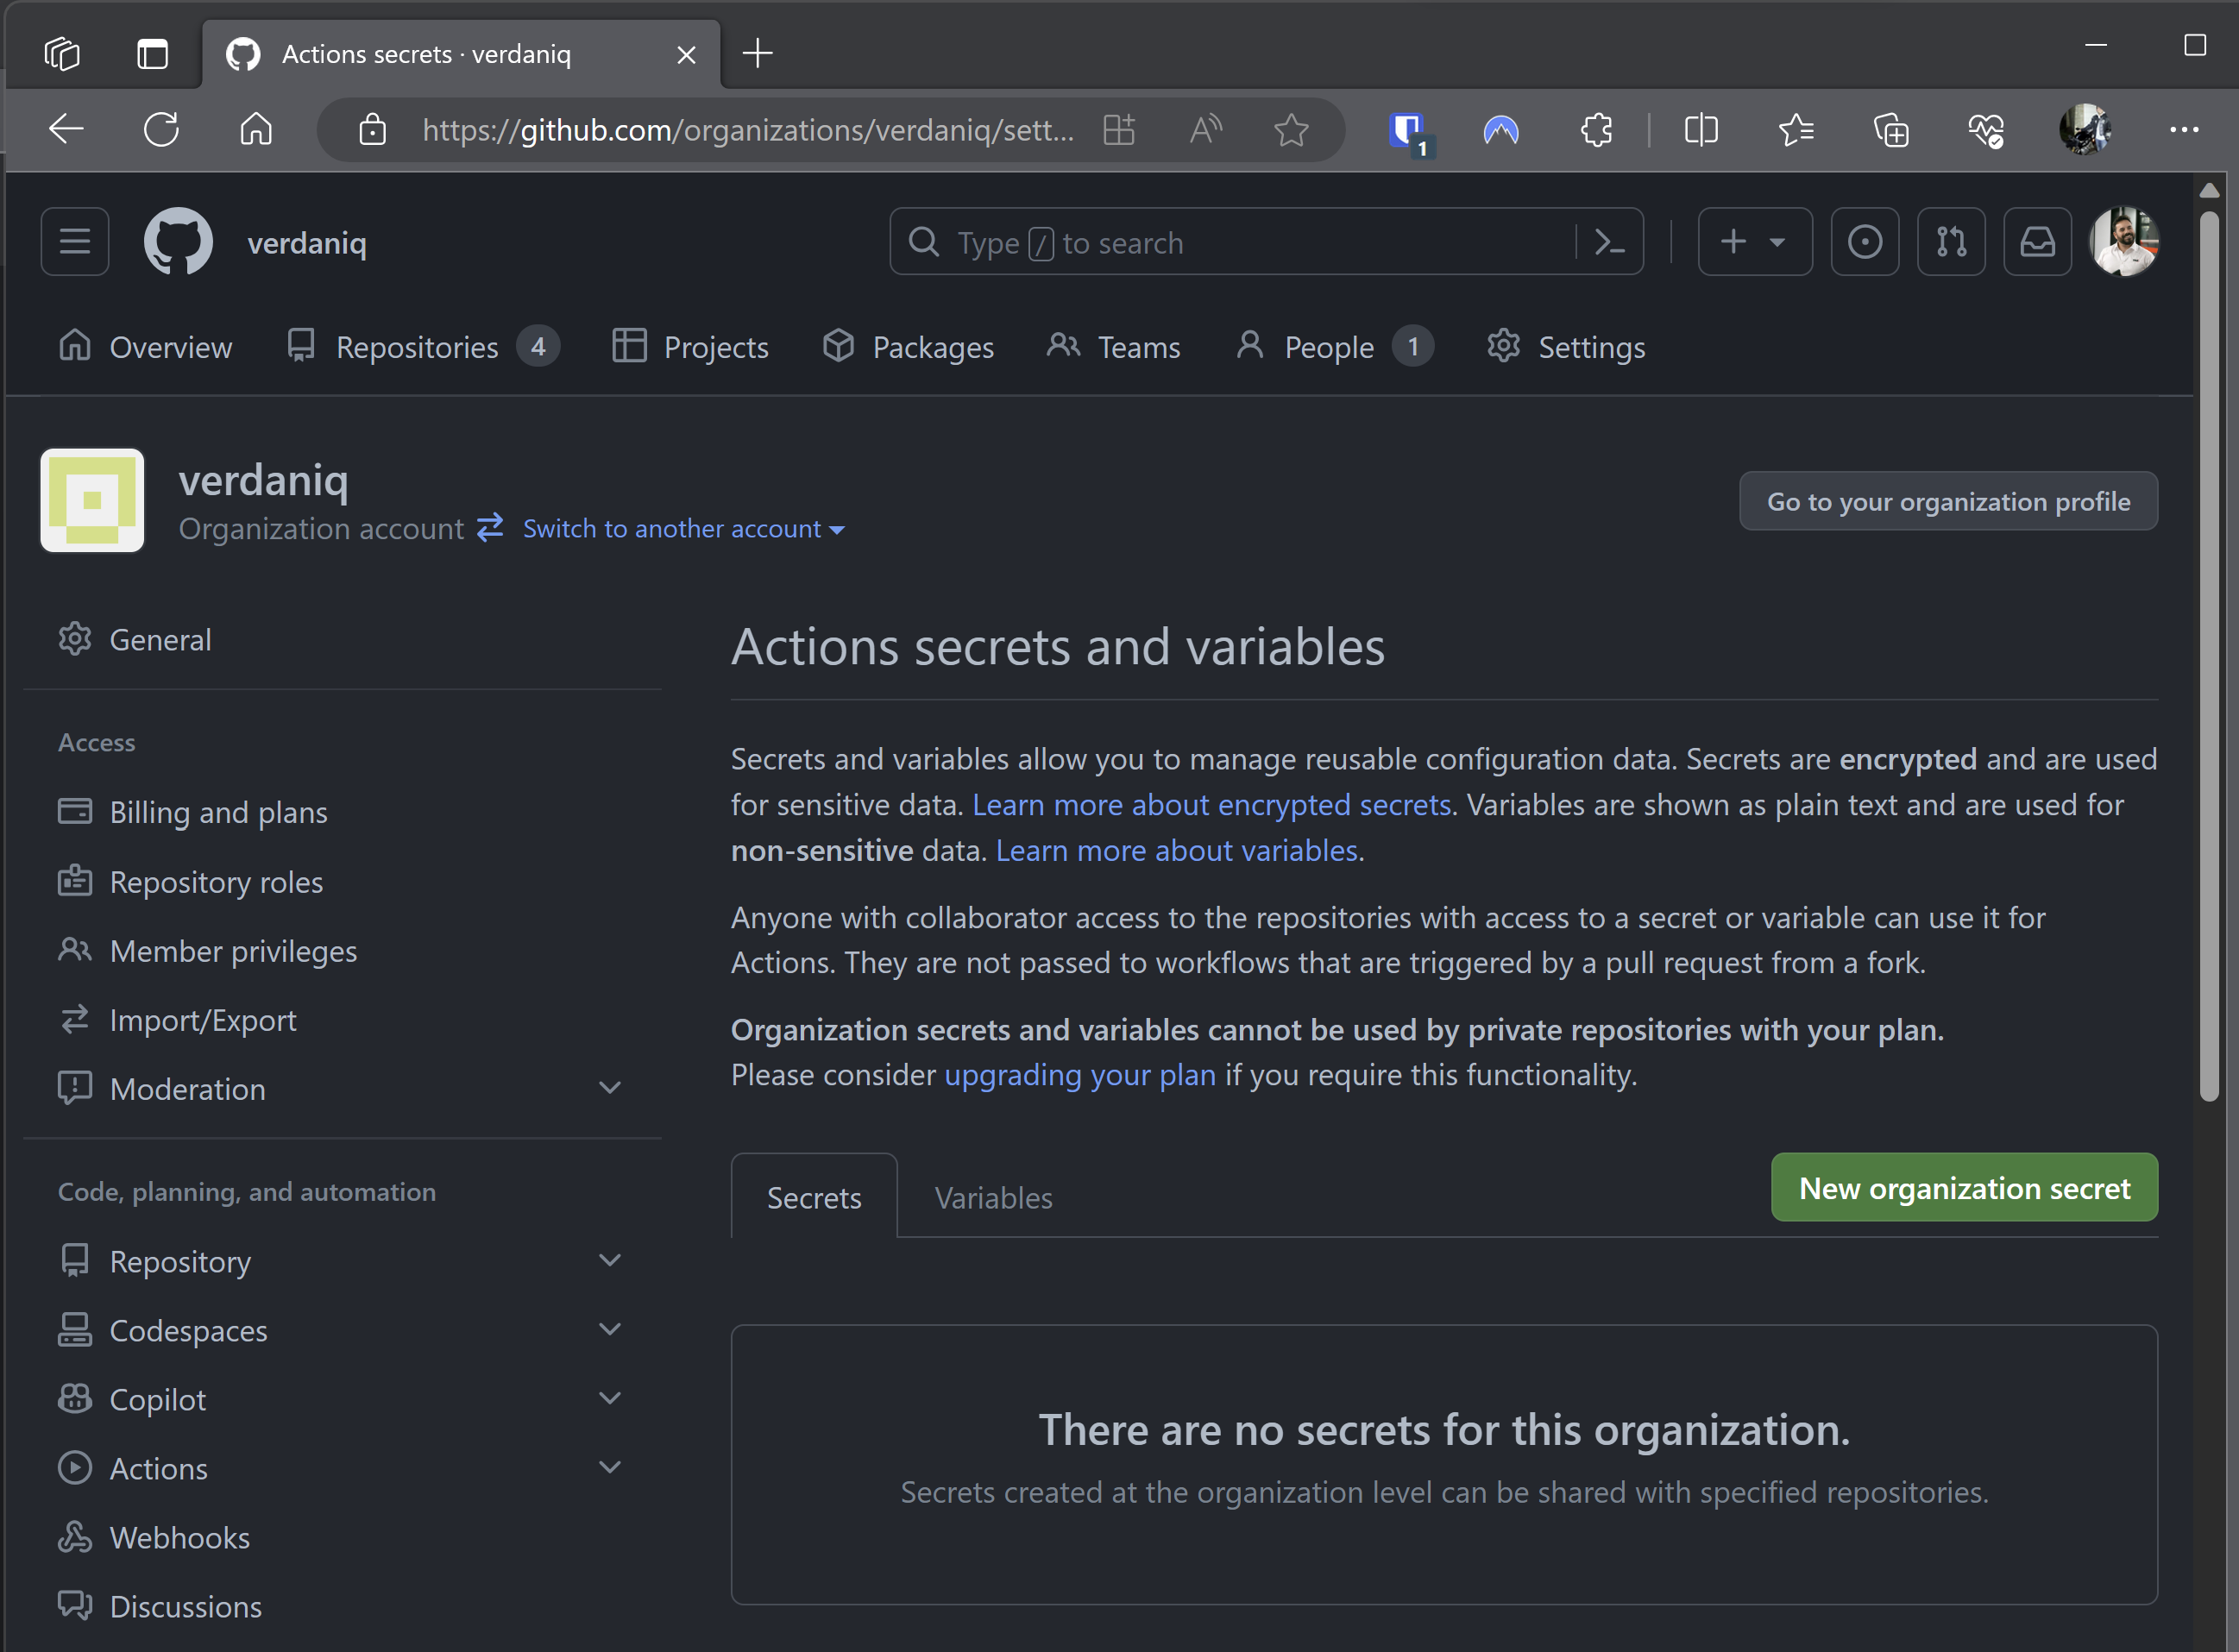 Actions secrets · verdaniq
https://github.com/organizations/verdaniq/sett...
1
verdaniq
Type / to search
Overview
Repositories 4
Projects
Packages
Teams
People 1
Settings
verdaniq
Organization account Switch to another account
Go to your organization profile
General
Access
Billing and plans
Repository roles
Member privileges
Import/Export
Moderation
Code, planning, and automation
Repository
Codespaces
Copilot
Actions
Webhooks
Discussions
Actions secrets and variables
Secrets and variables allow you to manage reusable configuration data. Secrets are encrypted and are used
for sensitive data. Learn more about encrypted secrets. Variables are shown as plain text and are used for
non-sensitive data. Learn more about variables.
Anyone with collaborator access to the repositories with access to a secret or variable can use it for
Actions. They are not passed to workflows that are triggered by a pull request from a fork.
Organization secrets and variables cannot be used by private repositories with your plan.
Please consider upgrading your plan if you require this functionality.
Secrets
Variables
New organization secret
There are no secrets for this organization.
Secrets created at the organization level can be shared with specified repositories.